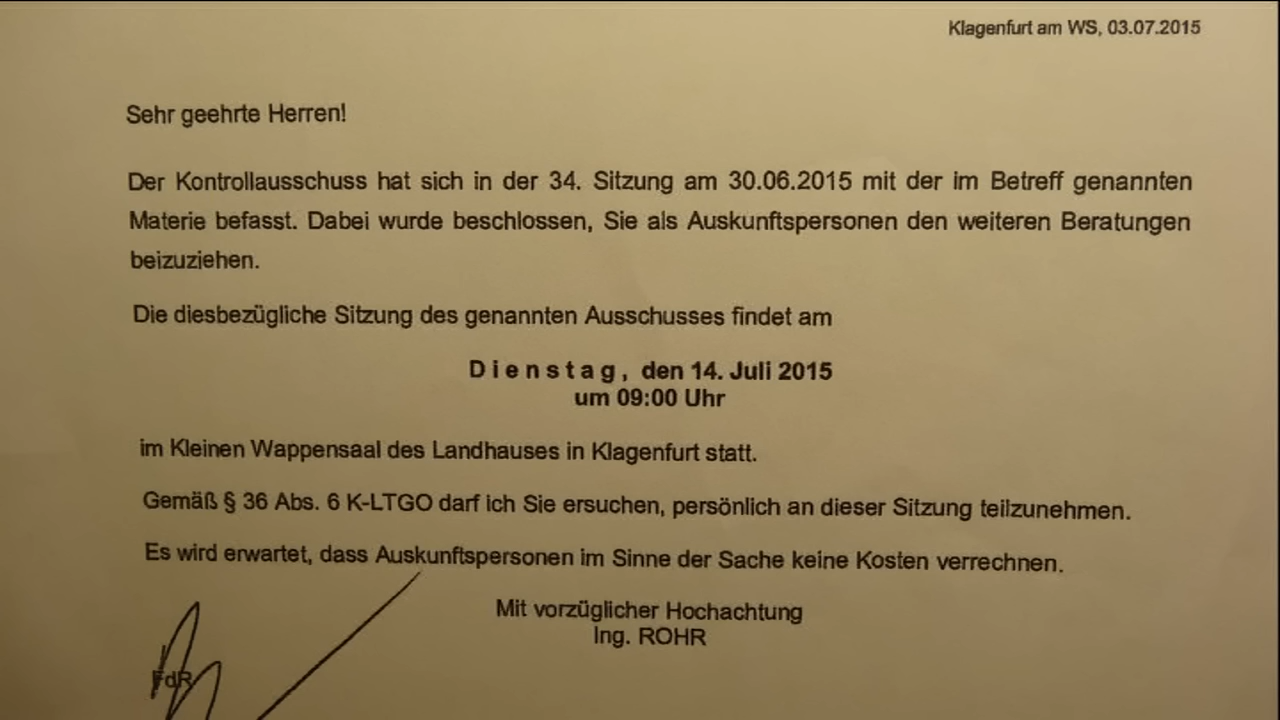 Klagenfurt am WS, 03.07.2015
Sehr geehrte Herren!
Der Kontrollausschuss hat sich in der 34. Sitzung am 30.06.2015 mit der im Betreff genannten
Materie befasst. Dabei wurde beschlossen, Sie als Auskunftspersonen den weiteren Beratungen
beizuziehen.
Die diesbezügliche Sitzung des genannten Ausschusses findet am
Dienstag, den 14. Juli 2015
um 09:00 Uhr
im Kleinen Wappensaal des Landhauses in Klagenfurt statt.
Gemäß § 36 Abs. 6 K-LTGO darf ich Sie ersuchen, persönlich an dieser Sitzung teilzunehmen.
Es wird erwartet, dass Auskunftspersonen im Sinne der Sache keine Kosten verrechnen.
Mit vorzüglicher Hochachtung
Ing. ROHR
FdR